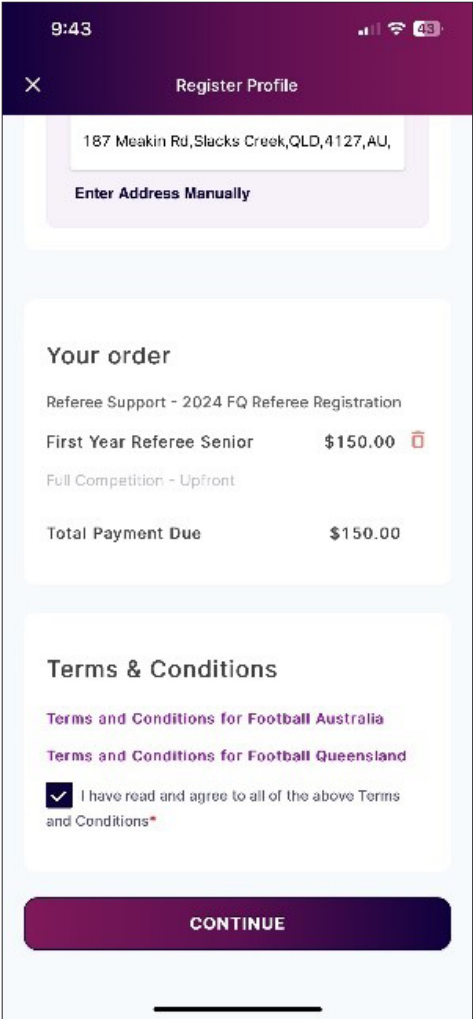 9:43
43
Register Profile
187 Meakin Rd,Slacks Creek,QLD,4127,AU,
Enter Address Manually
Your order
Referee Support - 2024 FQ Referee Registration
First Year Referee Senior $150.00
Full Competition - Upfront
Total Payment Due $150.00
Terms & Conditions
Terms and Conditions for Football Australia
Terms and Conditions for Football Queensland
I have read and agree to all of the above Terms
and Conditions*
CONTINUE